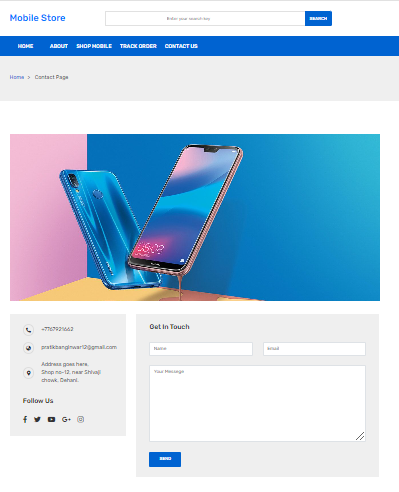 Mobile Store
Enter your search key
SEARCH
HOME ABOUT SHOP MOBILE TRACK ORDER CONTACT US
Home > Contact Page
+7767921662
pratikbanginwar12@gmail.com
Address goes here,
Shop no-12, near Shivaji
chowk, Dahani.
Follow Us
Get In Touch
Name
Email
Your Message
SEND